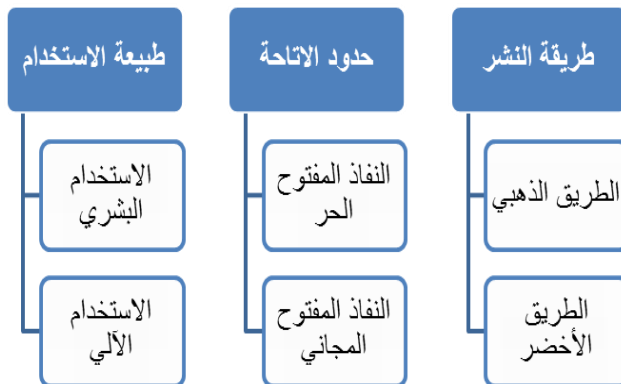 طريقة النشر
الطريق الذهبي
الطريق
الأخضر
حدود الاتاحة
النفاذ المفتوح
الحر
النفاذ المفتوح
المجاني
طبيعة الاستخدام
الاستخدام
البشري
الاستخدام
الآلي